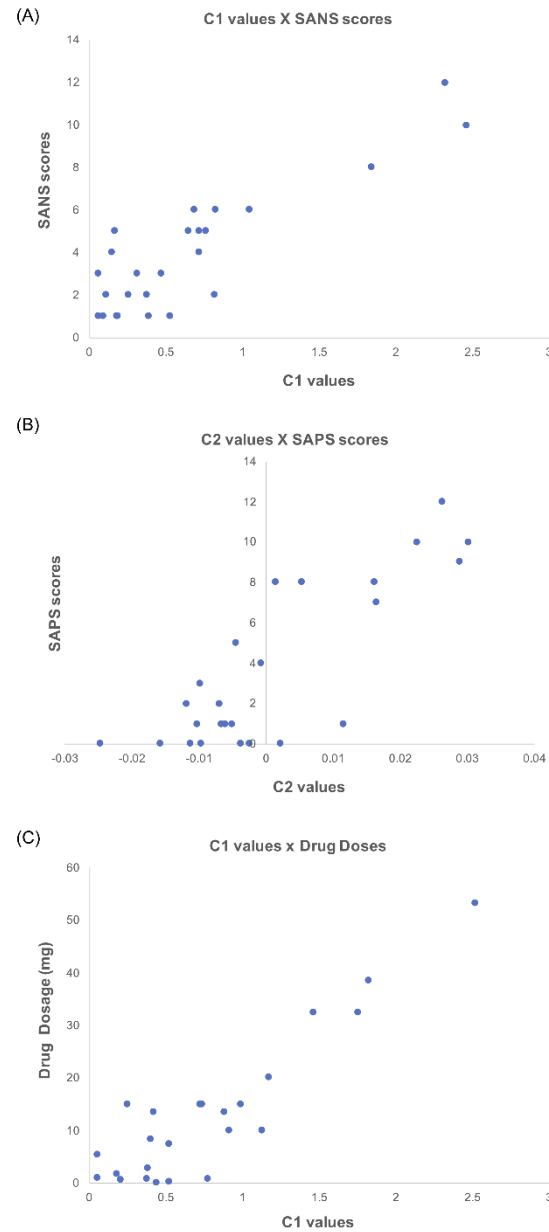 (A)
C1 values X SANS scores
14
12
10
8
6
4
2
0
SANS scores
0 0.5 1 1.5 2 2.5 3
C1 values
(B)
C2 values X SAPS scores
14
12
10
8
6
4
2
0
SAPS scores
-0.03 -0.02 -0.01 0 0.01 0.02 0.03 0.04
C2 values
(C)
C1 values x Drug Doses
60
50
40
30
20
10
0
Drug Dosage (mg)
0 0.5 1 1.5 2 2.5 3
C1 values